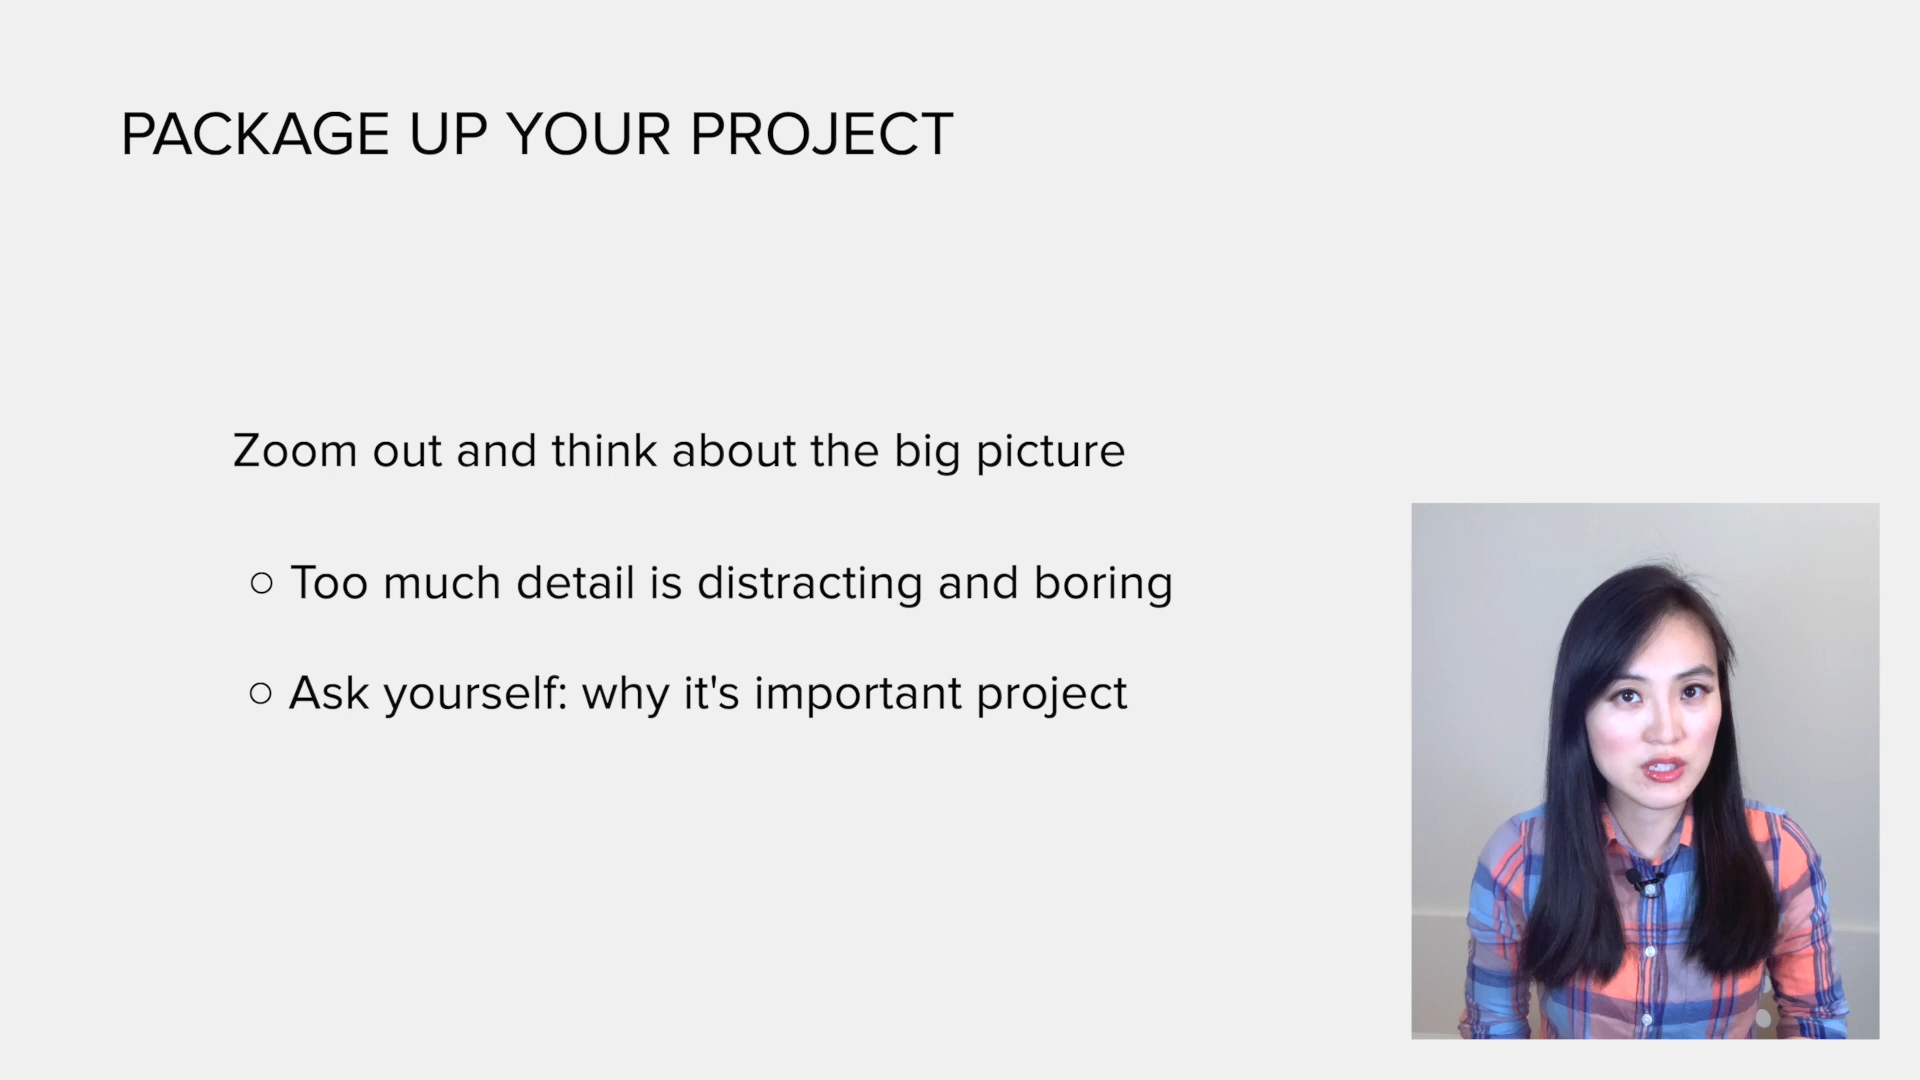 PACKAGE UP YOUR PROJECT
Zoom out and think about the big picture
○ Too much detail is distracting and boring
○ Ask yourself: why it's important project